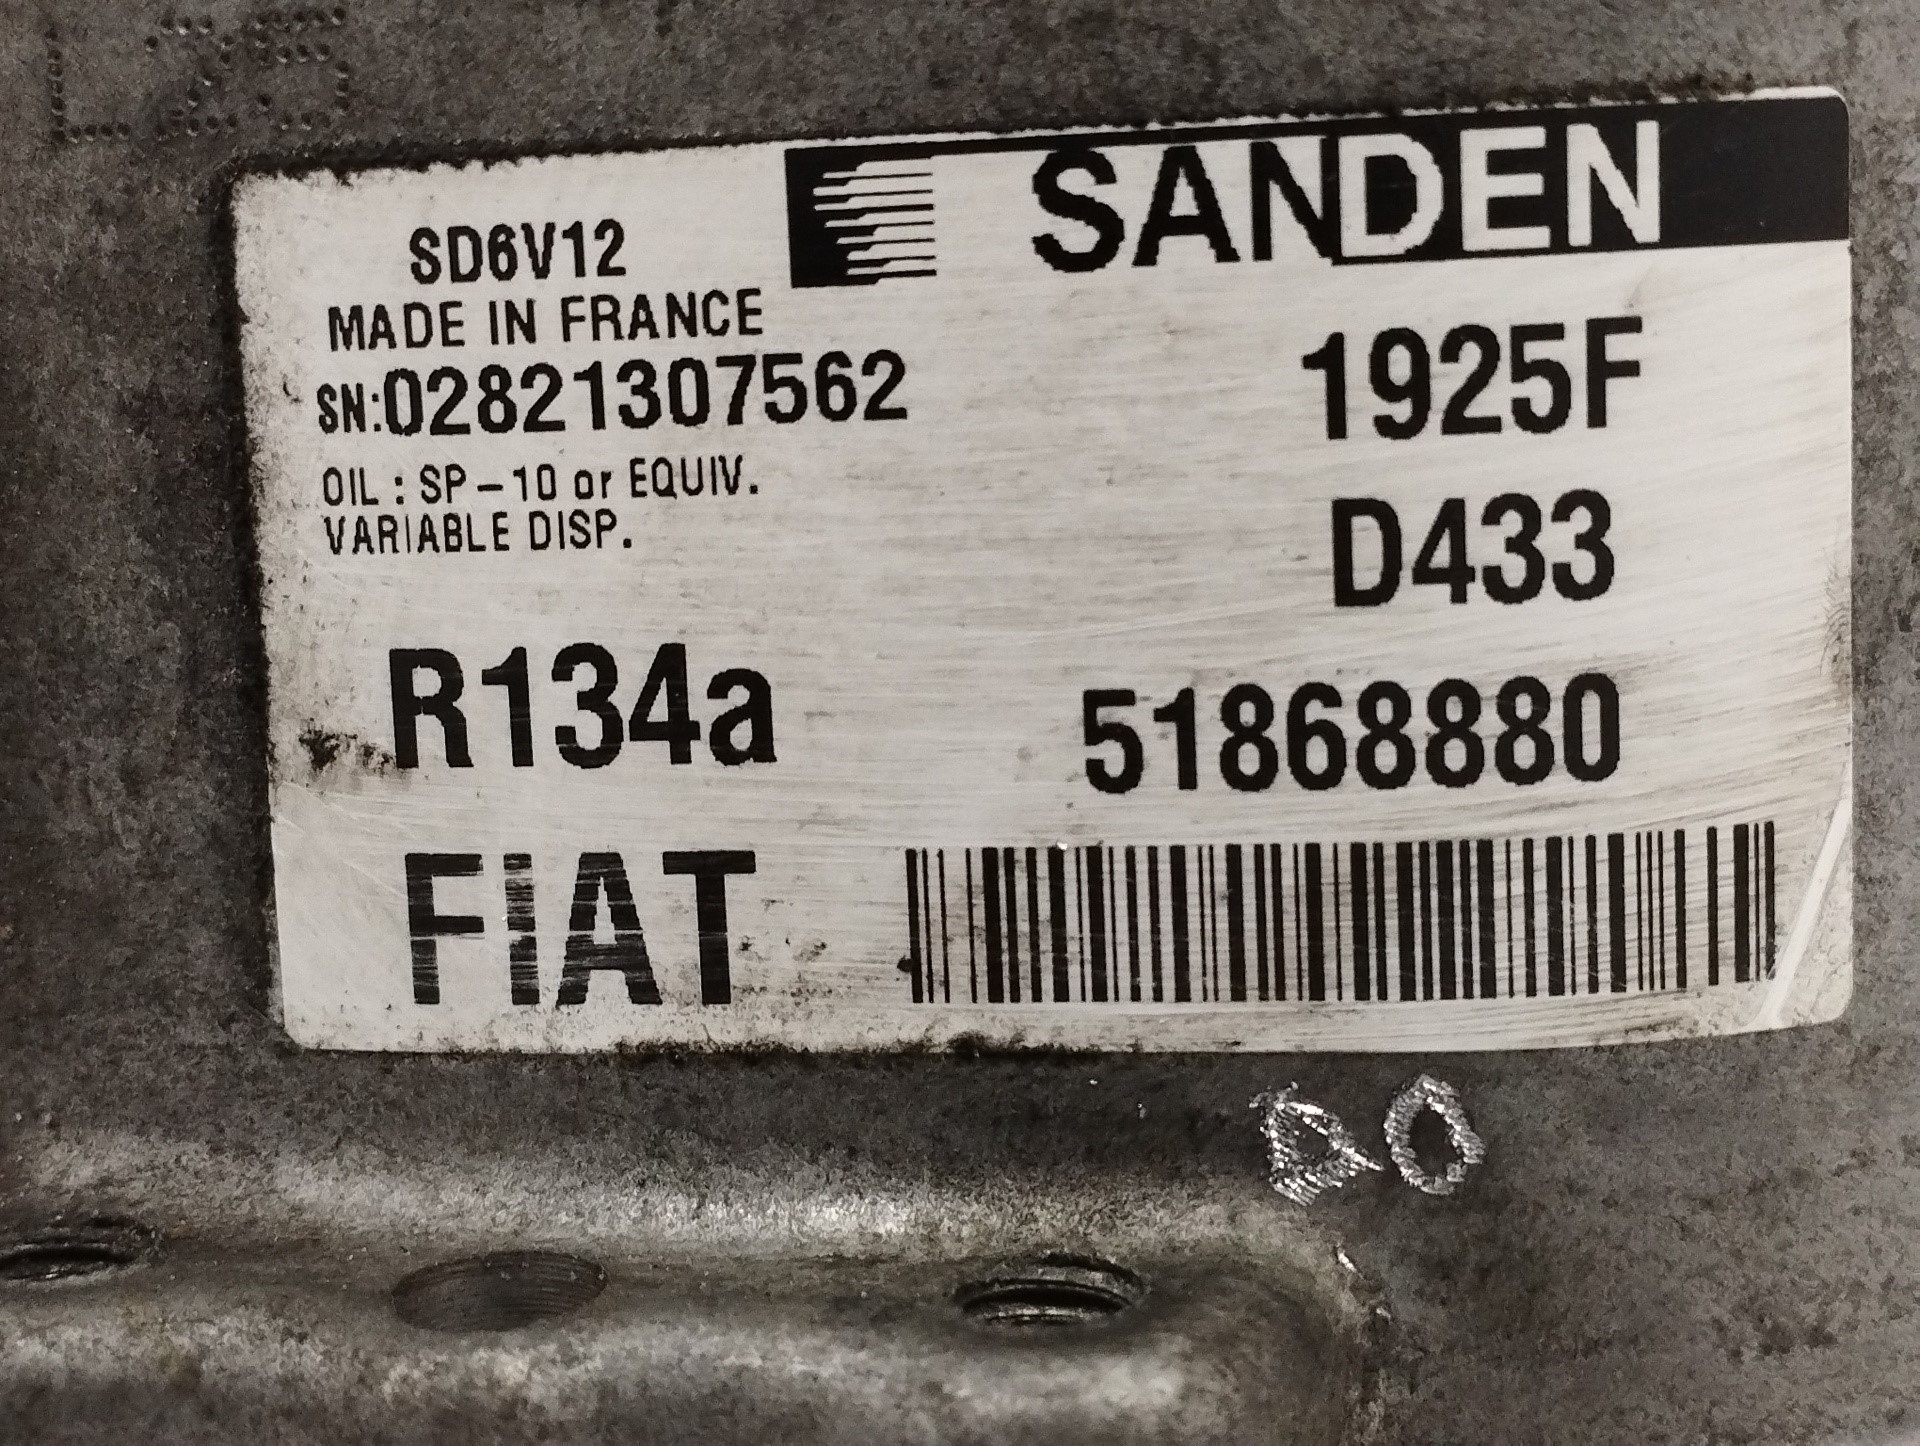 L25
SANDEN
SD6V12
MADE IN FRANCE
SN:02821307562
1925F
OIL : SP-10 or EQUIV.
VARIABLE DISP.
D433
R134a
51868880
FIAT